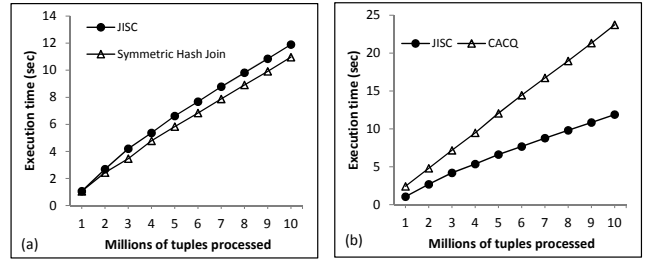 14
12
10
8
6
4
2
0
Execution time (sec)
JISC
Symmetric Hash Join
1 2 3 4 5 6 7 8 9 10
(a) Millions of tuples processed
25
20
15
10
5
0
Execution time (sec)
JISC CACQ
1 2 3 4 5 6 7 8 9 10
(b) Millions of tuples processed